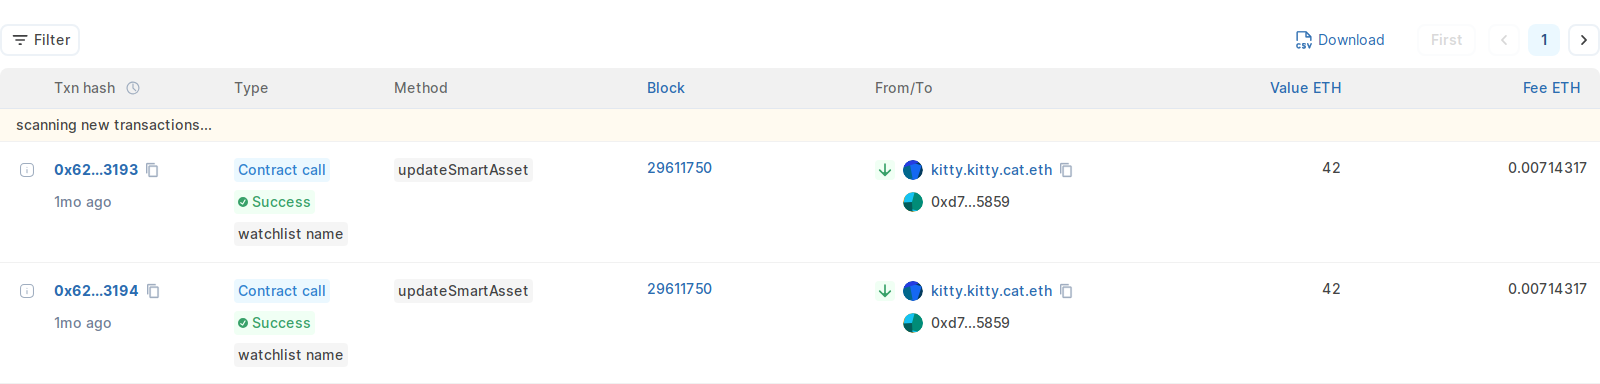 Filter
CSV Download First 1
Txn hash Type Method Block From/To Value ETH Fee ETH
scanning new transactions...
0x62...3193 Contract call updateSmartAsset 29611750 kitty.kitty.cat.eth 42 0.00714317
1mo ago Success 0xd7...5859
watchlist name
0x62...3194 Contract call updateSmartAsset 29611750 kitty.kitty.cat.eth 42 0.00714317
1mo ago Success 0xd7...5859
watchlist name